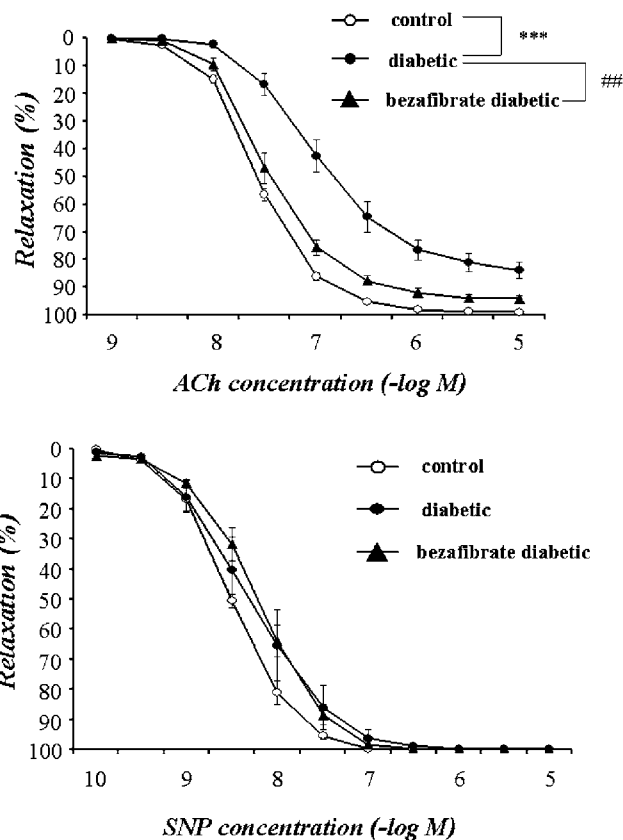 control
***
diabetic
##
bezafibrate diabetic
0
10
20
30
40
50
60
70
80
90
100
Relaxation (%)
9 8 7 6 5
ACh concentration (-log M)
control
diabetic
bezafibrate diabetic
0
10
20
30
40
50
60
70
80
90
100
Relaxation (%)
10 9 8 7 6 5
SNP concentration (-log M)